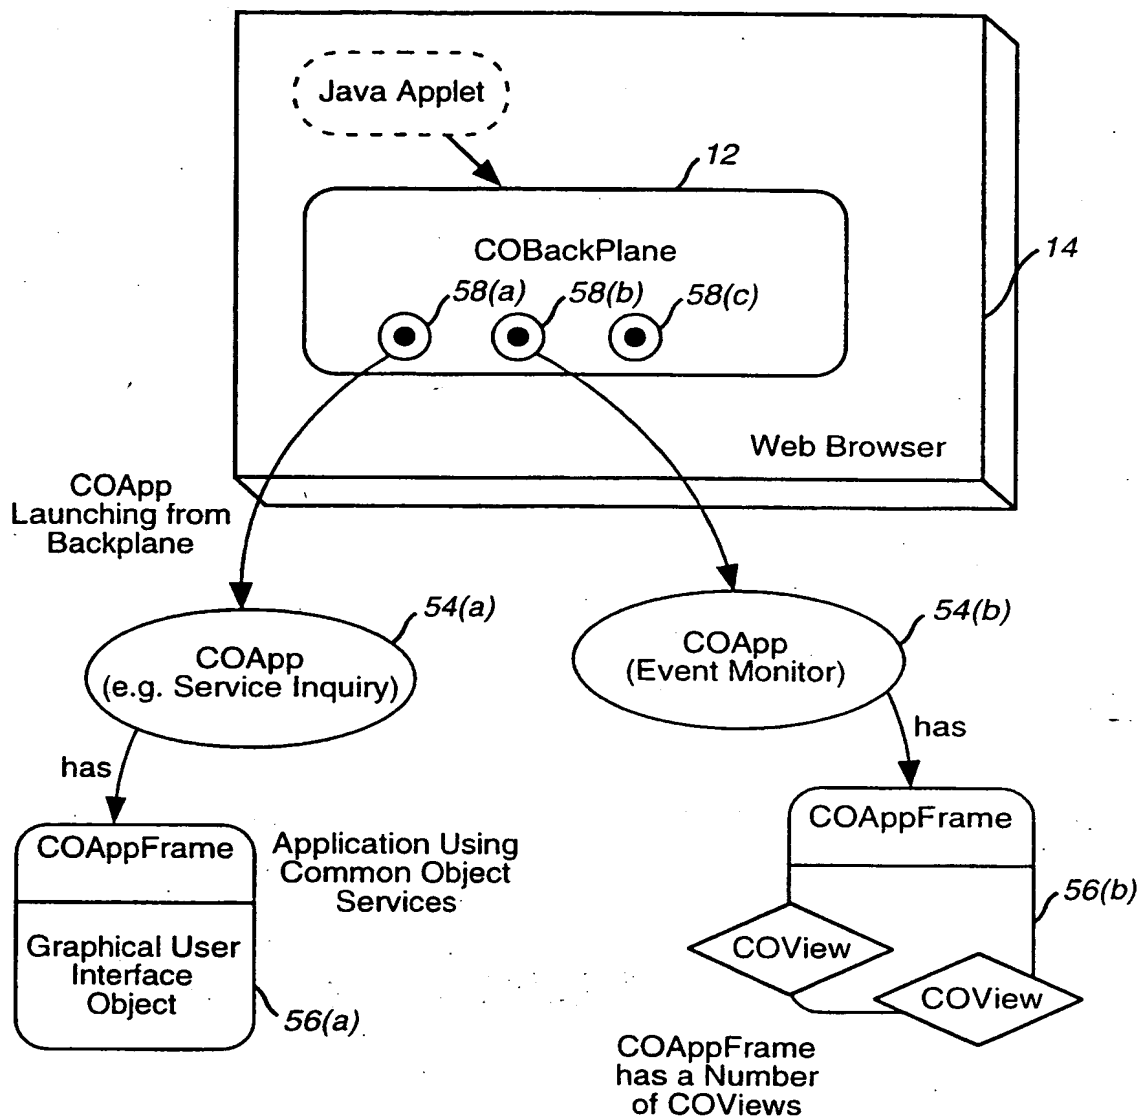 Java Applet
12
COBackPlane
14
58(a)
58(b)
58(c)
Web Browser
COApp
Launching from
Backplane
54(a)
COApp
(e.g. Service Inquiry)
54(b)
COApp
(Event Monitor)
has
has
COAppFrame
Graphical User
Interface
Object
56(a)
Application Using
Common Object
Services
COAppFrame
56(b)
COView
COView
COAppFrame
has a Number
of COViews